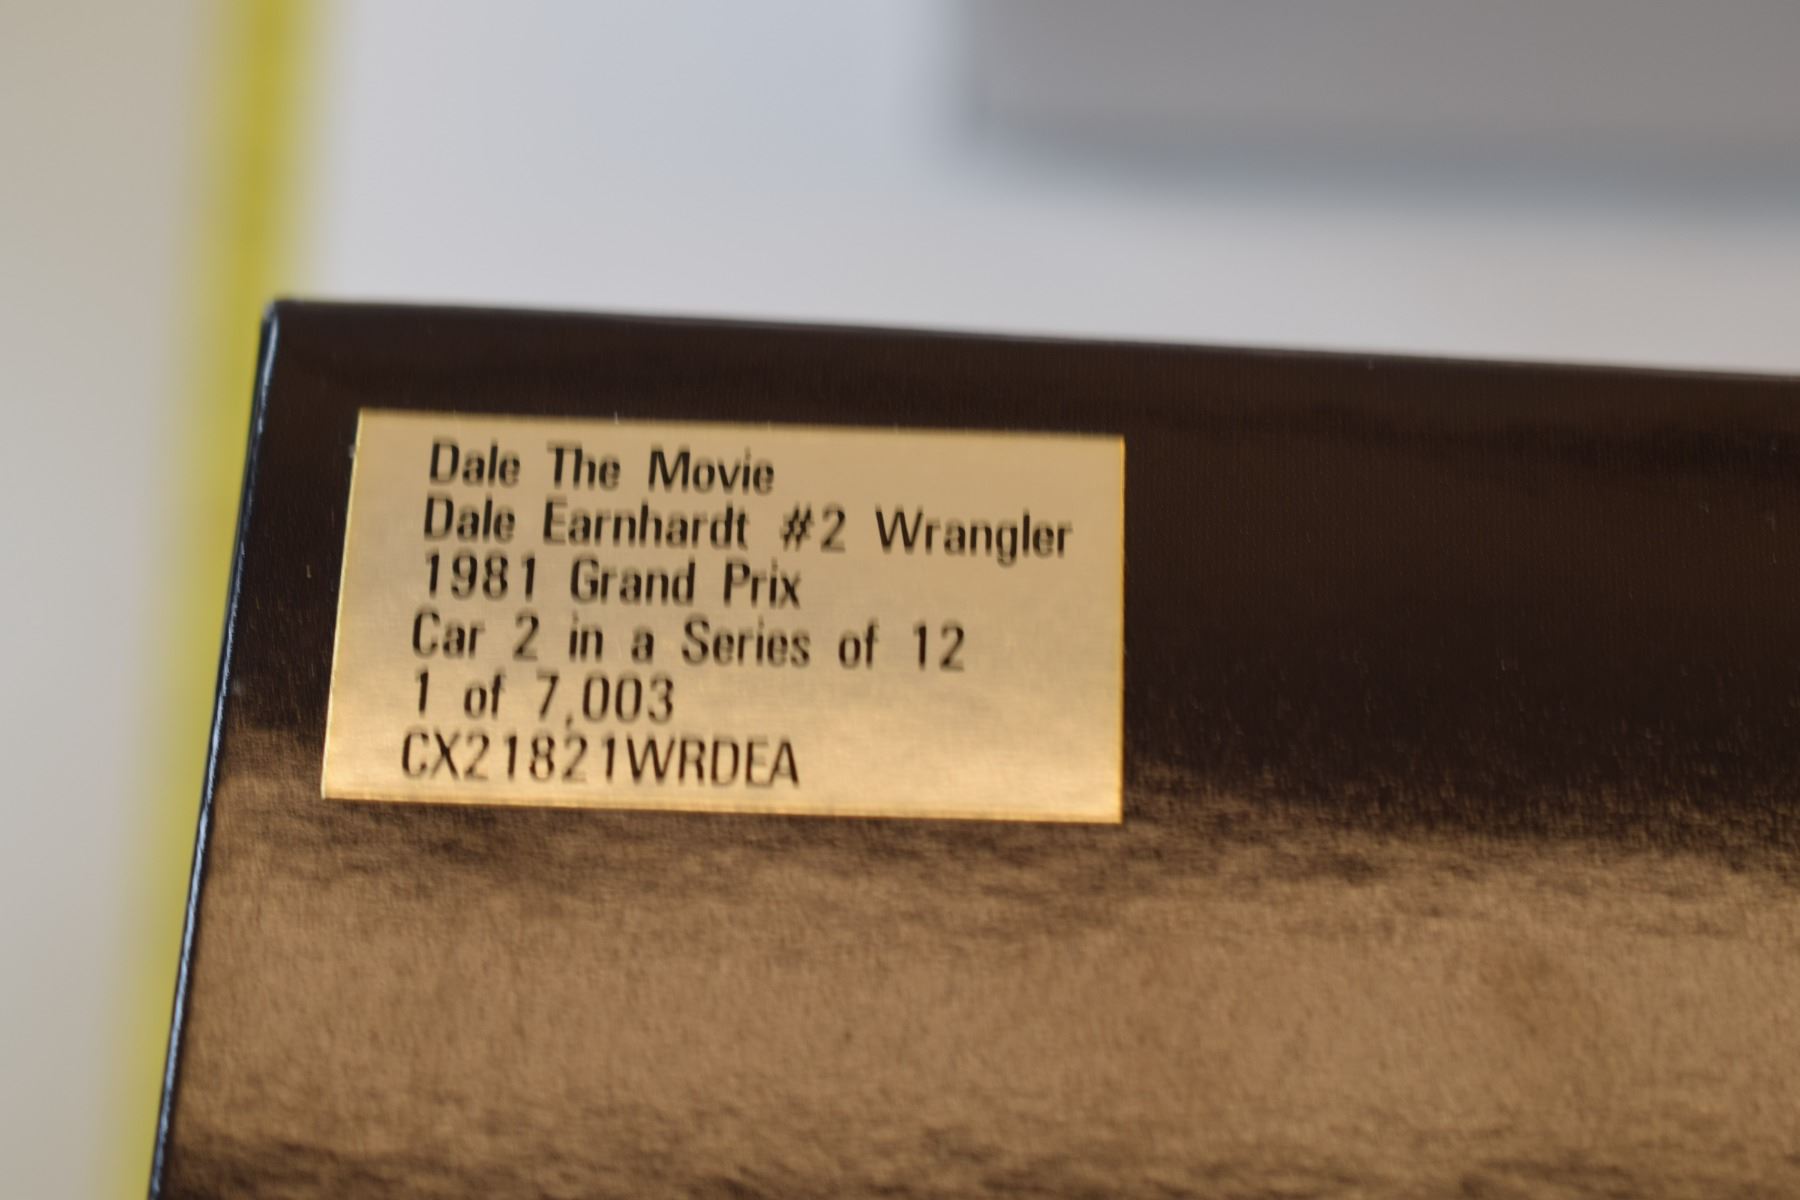 Dale The Movie
Dale Earnhardt #2 Wrangler
1981 Grand Prix
Car 2 in a Series of 12
1 of 7,003
CX21821WRDEA